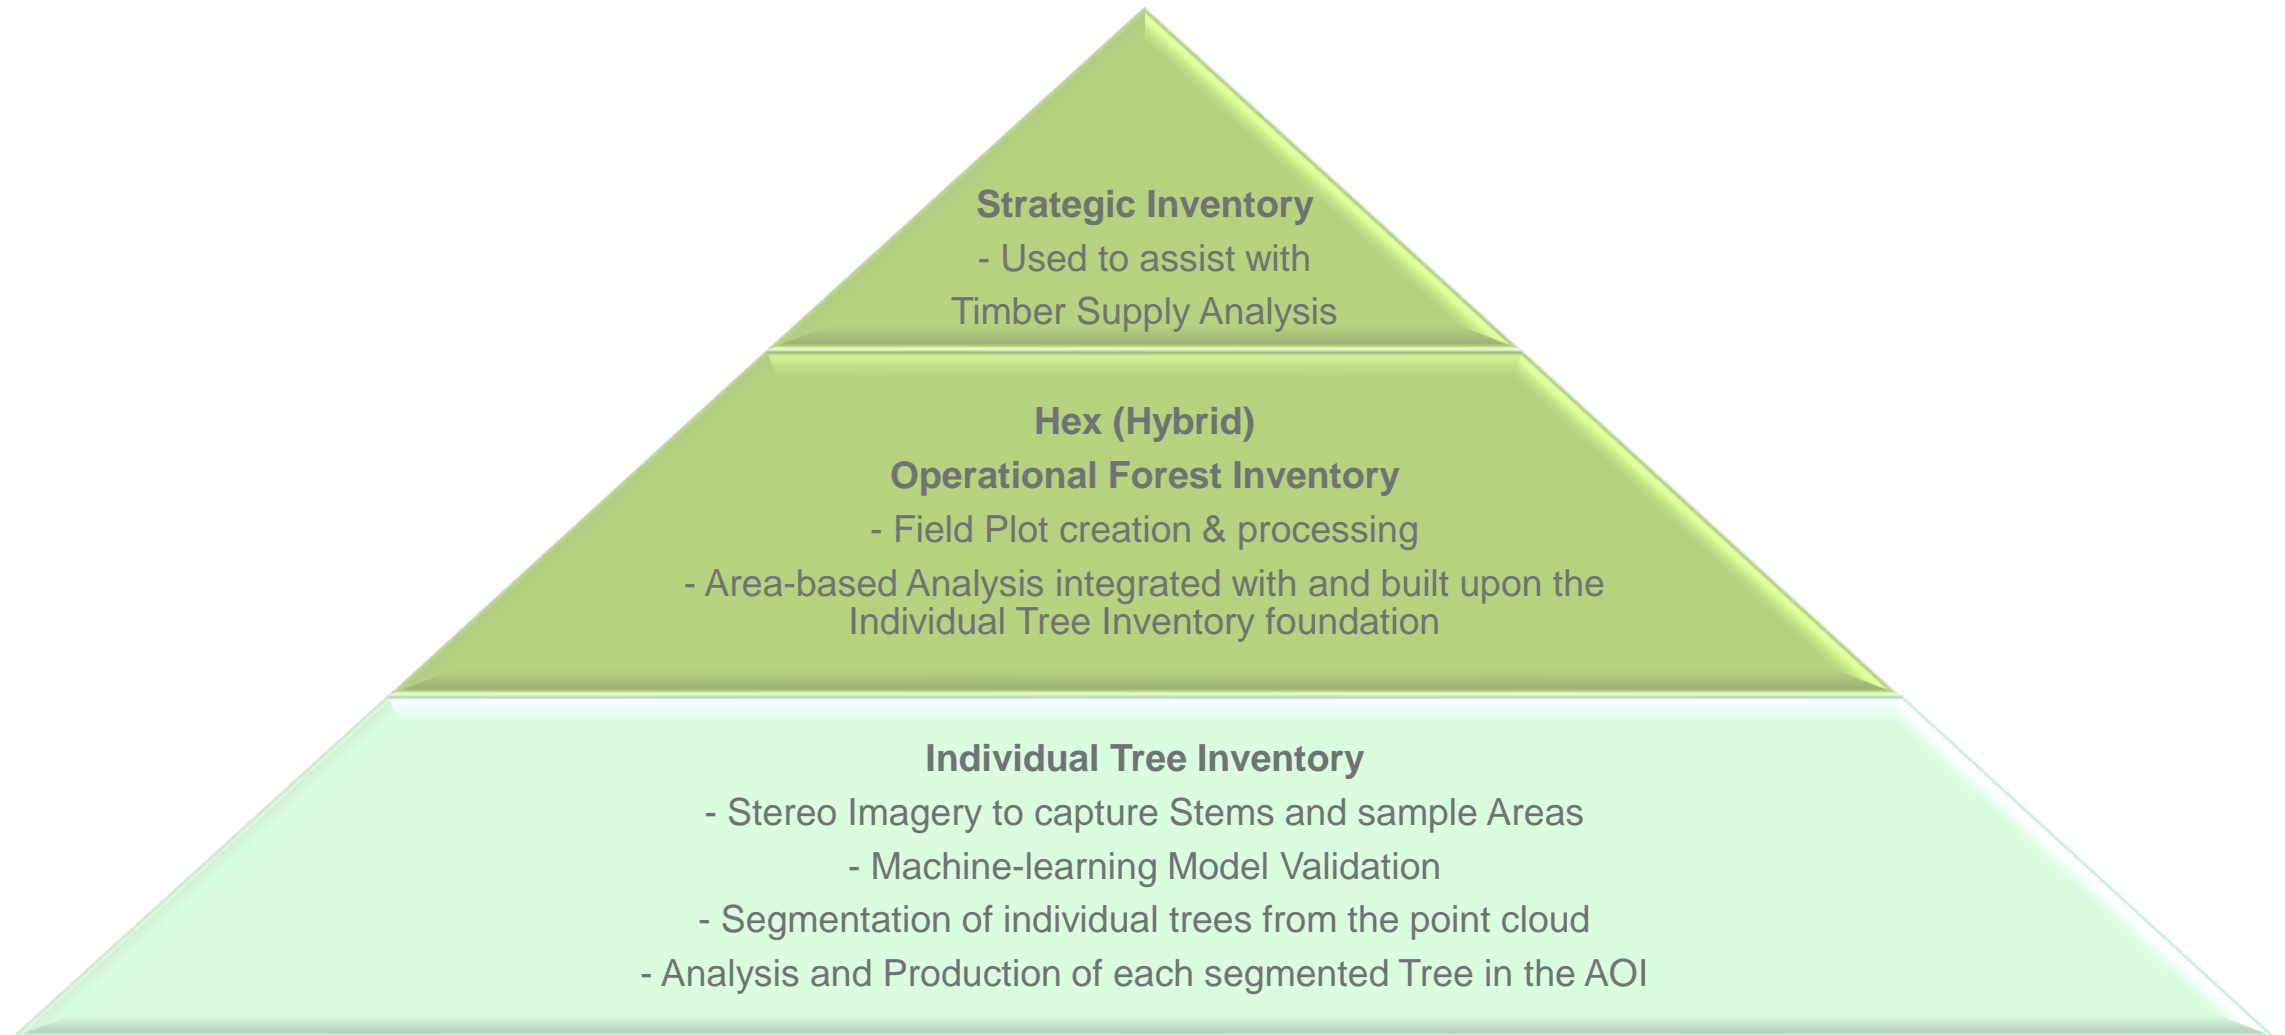 Strategic Inventory
- Used to assist with
Timber Supply Analysis
Hex (Hybrid)
Operational Forest Inventory
- Field Plot creation & processing
- Area-based Analysis integrated with and built upon the
Individual Tree Inventory foundation
Individual Tree Inventory
- Stereo Imagery to capture Stems and sample Areas
- Machine-learning Model Validation
- Segmentation of individual trees from the point cloud
- Analysis and Production of each segmented Tree in the AOI